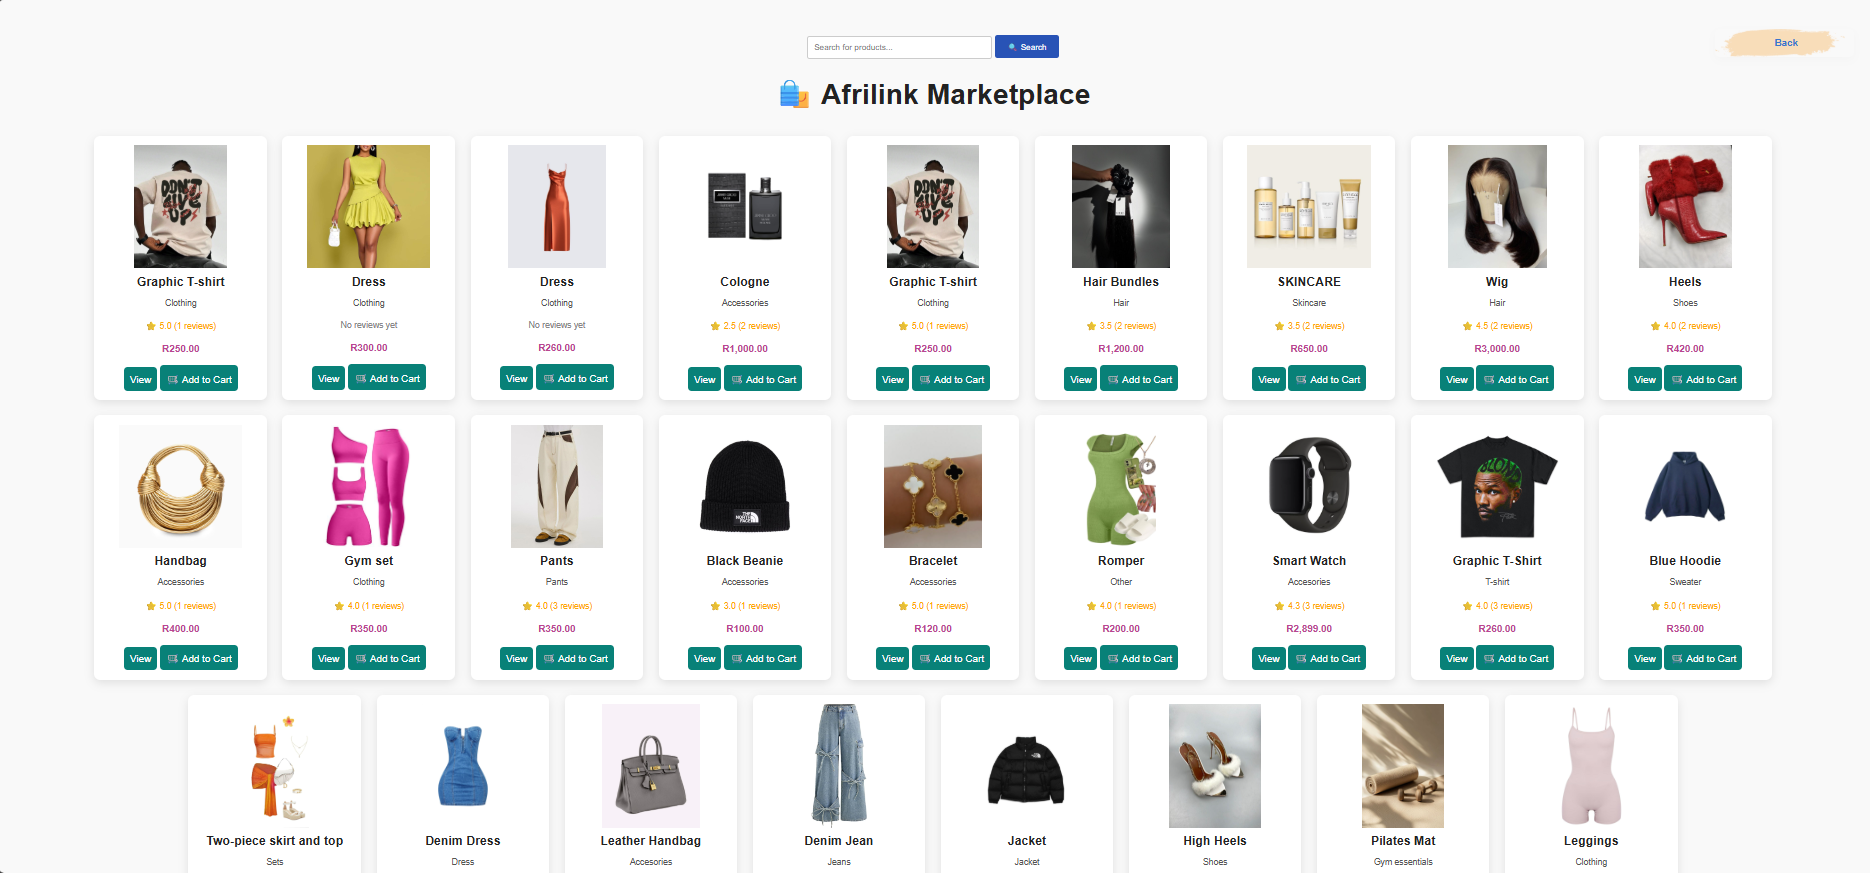 Search for products...
🔍 Search
Back
🛍️ Afrilink Marketplace
DON'T GIVE UP
Graphic T-shirt
Clothing
⭐ 5.0 (1 reviews)
R250.00
View 🛒 Add to Cart
Dress
Clothing
No reviews yet
R300.00
View 🛒 Add to Cart
Dress
Clothing
No reviews yet
R260.00
View 🛒 Add to Cart
Cologne
Accessories
⭐ 2.5 (2 reviews)
R1,000.00
View 🛒 Add to Cart
DON'T GIVE UP
Graphic T-shirt
Clothing
⭐ 5.0 (1 reviews)
R250.00
View 🛒 Add to Cart
Hair Bundles
Hair
⭐ 3.5 (2 reviews)
R1,200.00
View 🛒 Add to Cart
SKINCARE
Skincare
⭐ 3.5 (2 reviews)
R650.00
View 🛒 Add to Cart
Wig
Hair
⭐ 4.5 (2 reviews)
R3,000.00
View 🛒 Add to Cart
Heels
Shoes
⭐ 4.0 (2 reviews)
R420.00
View 🛒 Add to Cart
Handbag
Accessories
⭐ 5.0 (1 reviews)
R400.00
View 🛒 Add to Cart
Gym set
Clothing
⭐ 4.0 (1 reviews)
R350.00
View 🛒 Add to Cart
Pants
Pants
⭐ 4.0 (3 reviews)
R350.00
View 🛒 Add to Cart
THE NORTH FACE
Black Beanie
Accessories
⭐ 3.0 (1 reviews)
R100.00
View 🛒 Add to Cart
Bracelet
Accessories
⭐ 5.0 (1 reviews)
R120.00
View 🛒 Add to Cart
Romper
Other
⭐ 4.0 (1 reviews)
R200.00
View 🛒 Add to Cart
Smart Watch
Accesories
⭐ 4.3 (3 reviews)
R2,899.00
View 🛒 Add to Cart
BLOND
Graphic T-Shirt
T-shirt
⭐ 4.0 (3 reviews)
R260.00
View 🛒 Add to Cart
Blue Hoodie
Sweater
⭐ 5.0 (1 reviews)
R350.00
View 🛒 Add to Cart
Two-piece skirt and top
Sets
Denim Dress
Dress
Leather Handbag
Accesories
Denim Jean
Jeans
Jacket
Jacket
High Heels
Shoes
Pilates Mat
Gym essentials
Leggings
Clothing